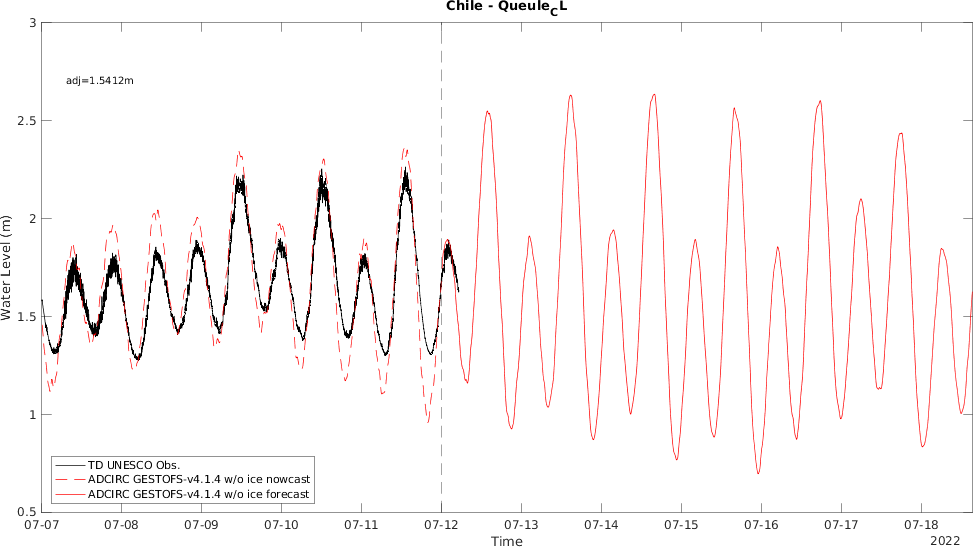 Chile - Queule_CL
3
adj=1.5412m
2.5
2
Water Level (m)
1.5
1
TD UNESCO Obs.
ADCIRC GESTOFS-v4.1.4 w/o ice nowcast
ADCIRC GESTOFS-v4.1.4 w/o ice forecast
0.5
07-07 07-08 07-09 07-10 07-11 07-12 07-13 07-14 07-15 07-16 07-17 07-18
Time
2022